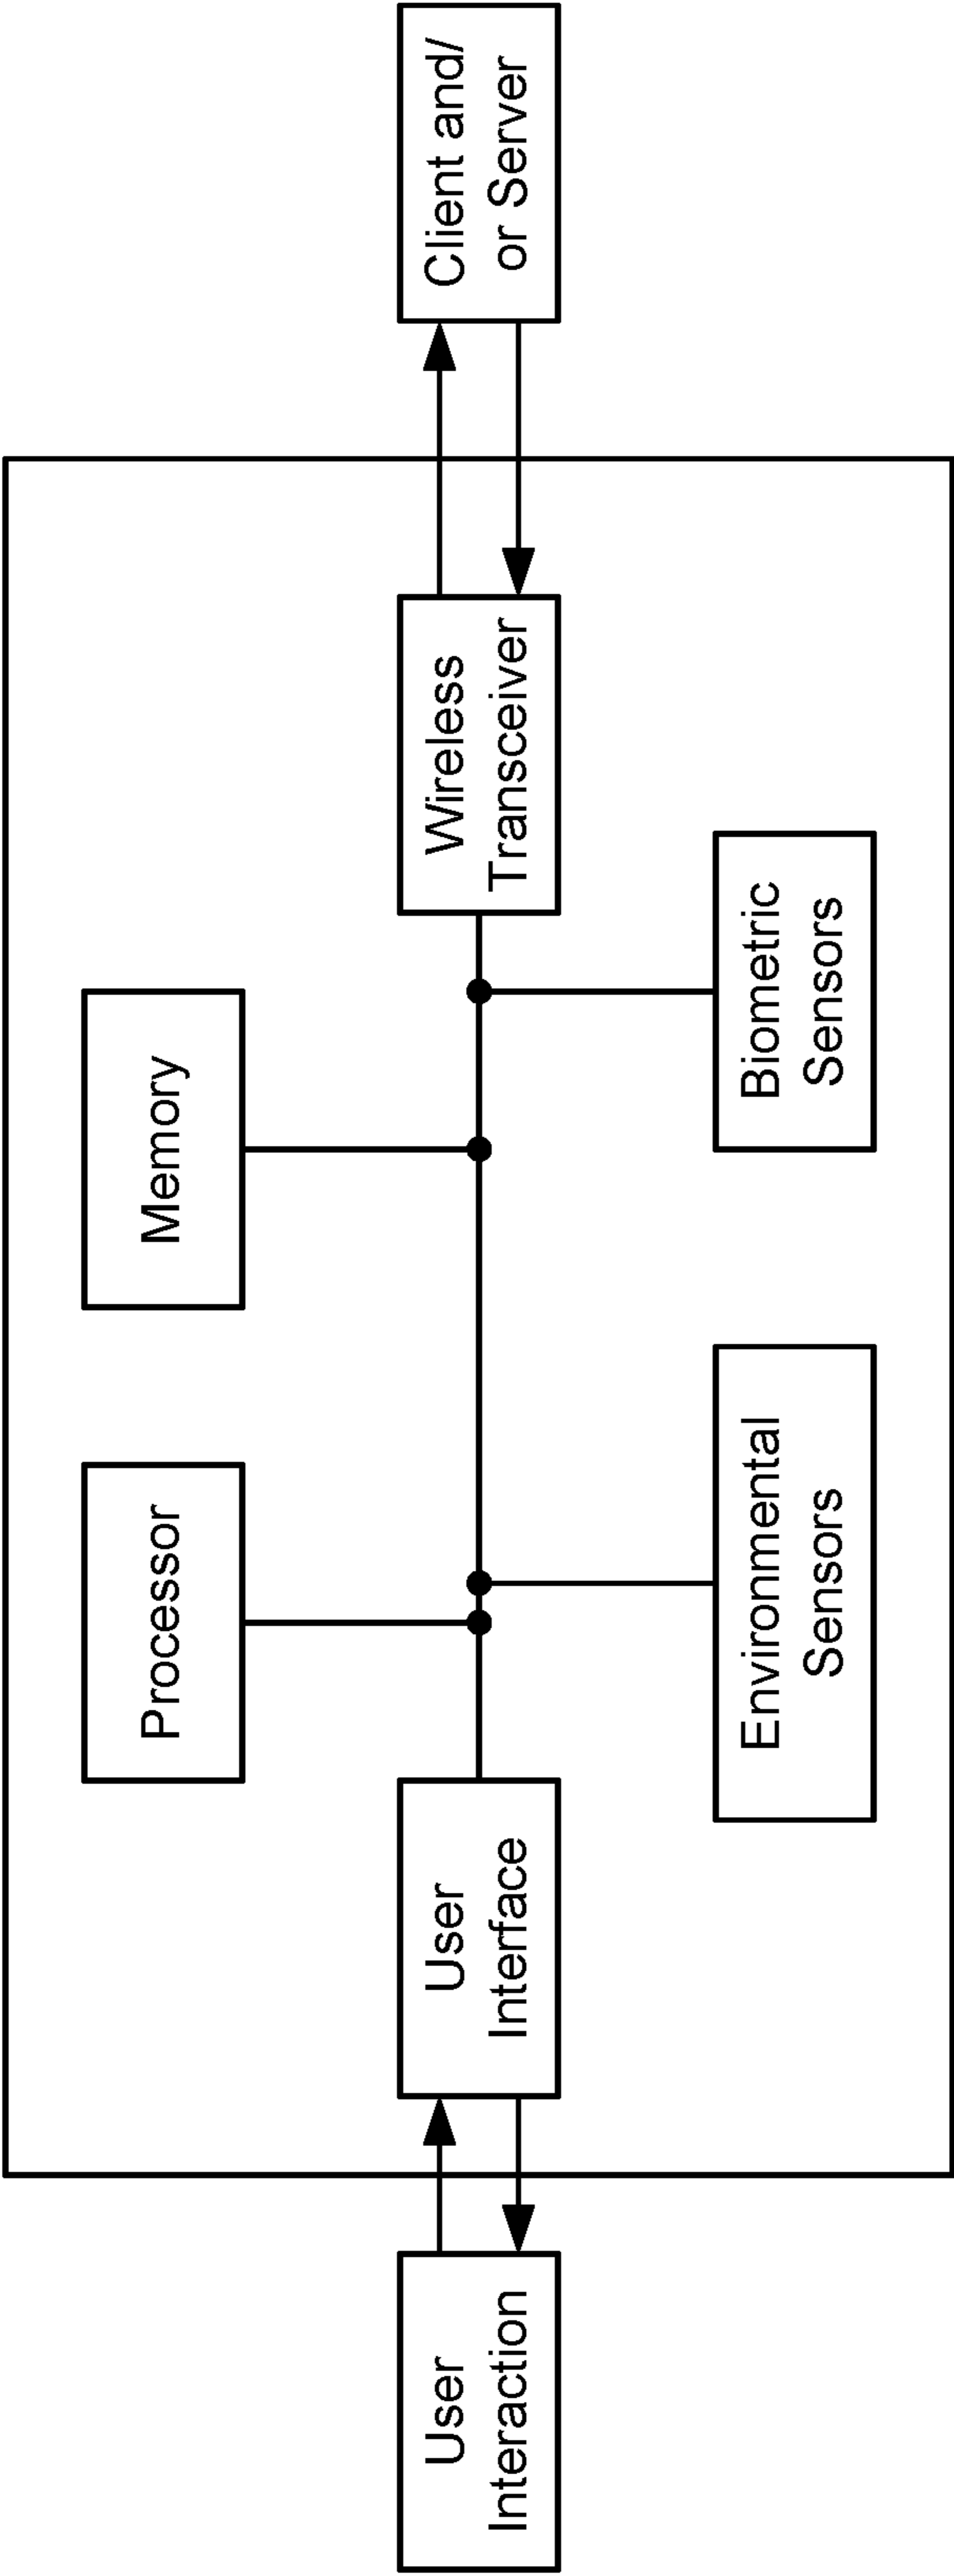 Processor
Memory
User
Interaction
User
Interface
Wireless
Transceiver
Client and/
or Server
Environmental
Sensors
Biometric
Sensors